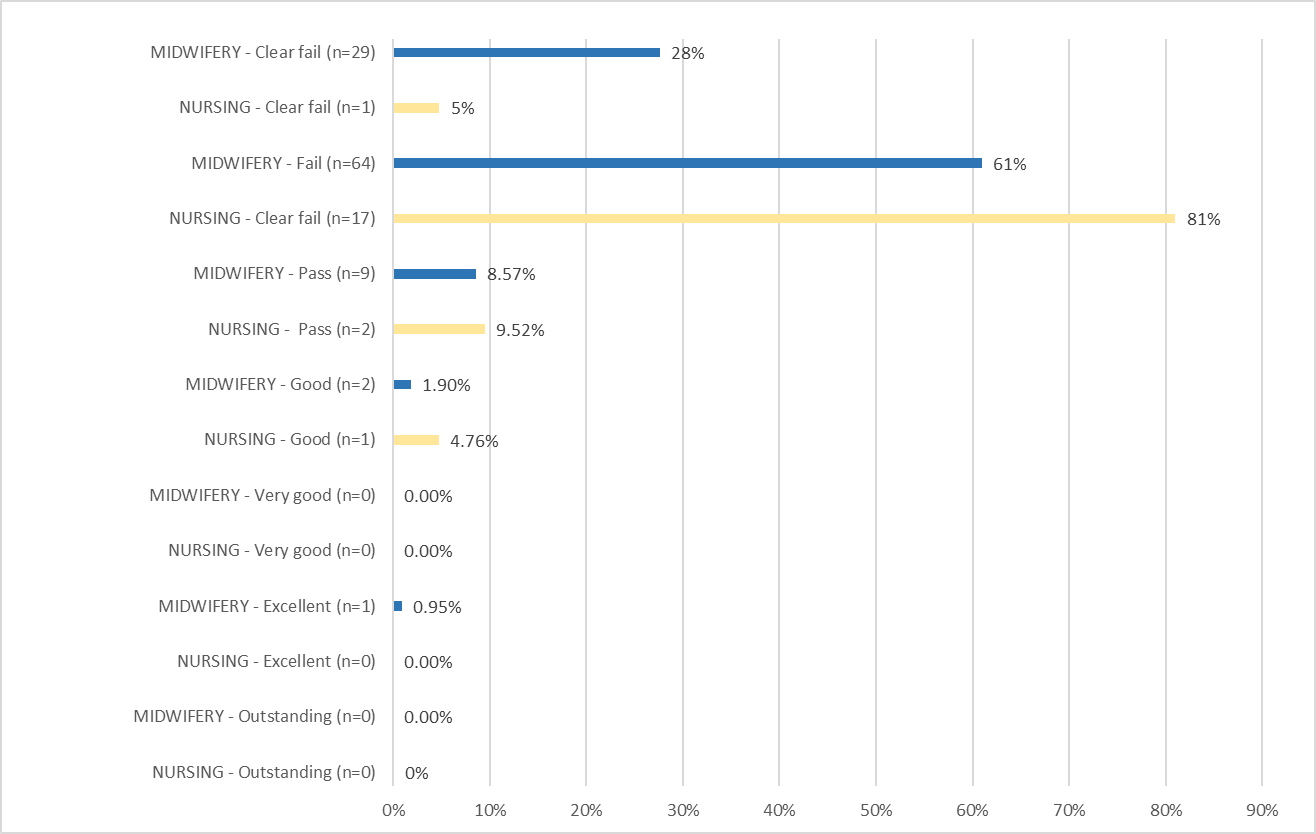 MIDWIFERY - Clear fail (n=29) 28%
NURSING - Clear fail (n=1) 5%
MIDWIFERY - Fail (n=64) 61%
NURSING - Clear fail (n=17) 81%
MIDWIFERY - Pass (n=9) 8.57%
NURSING -  Pass (n=2) 9.52%
MIDWIFERY - Good (n=2) 1.90%
NURSING - Good (n=1) 4.76%
MIDWIFERY - Very good (n=0) 0.00%
NURSING - Very good (n=0) 0.00%
MIDWIFERY - Excellent (n=1) 0.95%
NURSING - Excellent (n=0) 0.00%
MIDWIFERY - Outstanding (n=0) 0.00%
NURSING - Outstanding (n=0) 0%
0% 10% 20% 30% 40% 50% 60% 70% 80% 90%